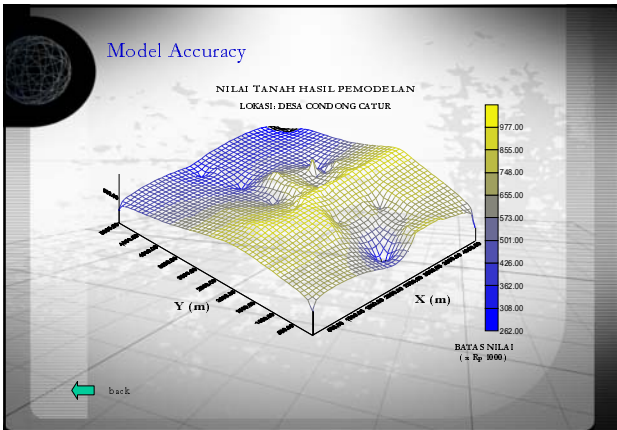 Model Accuracy
NILAI TANAH HASIL PEMODELAN
LOKASI: DESA CONDONG CATUR
977.00
855.00
748.00
655.00
573.00
501.00
426.00
362.00
308.00
262.00
Y (m)
X (m)
BATAS NILAI
( x Rp 1000)
back